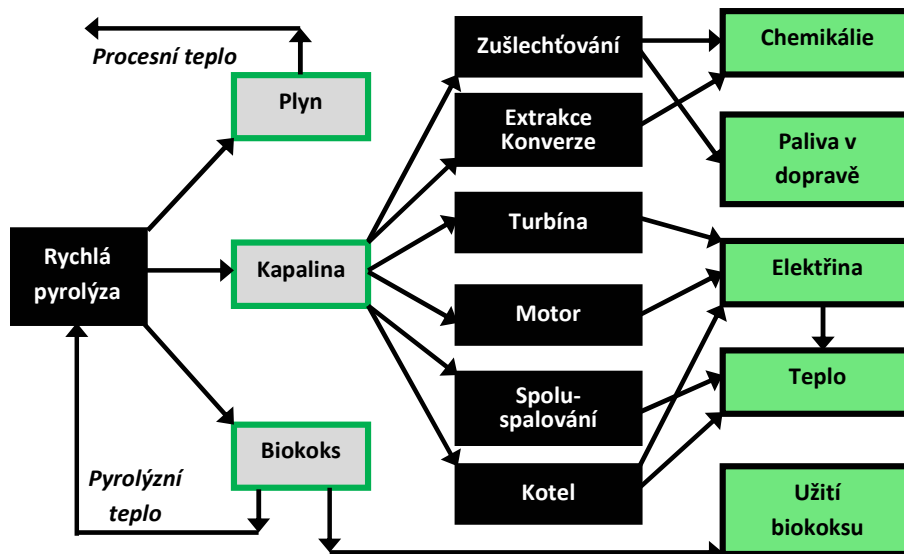 Procesní teplo
Plyn
Rychlá
pyrolýza
Kapalina
Biokoks
Pyrolýzní
teplo
Zušlechťování
Extrakce
Konverze
Turbína
Motor
Spolu-
spalování
Kotel
Chemikálie
Paliva v
dopravě
Elektřina
Teplo
Užití
biokoksu